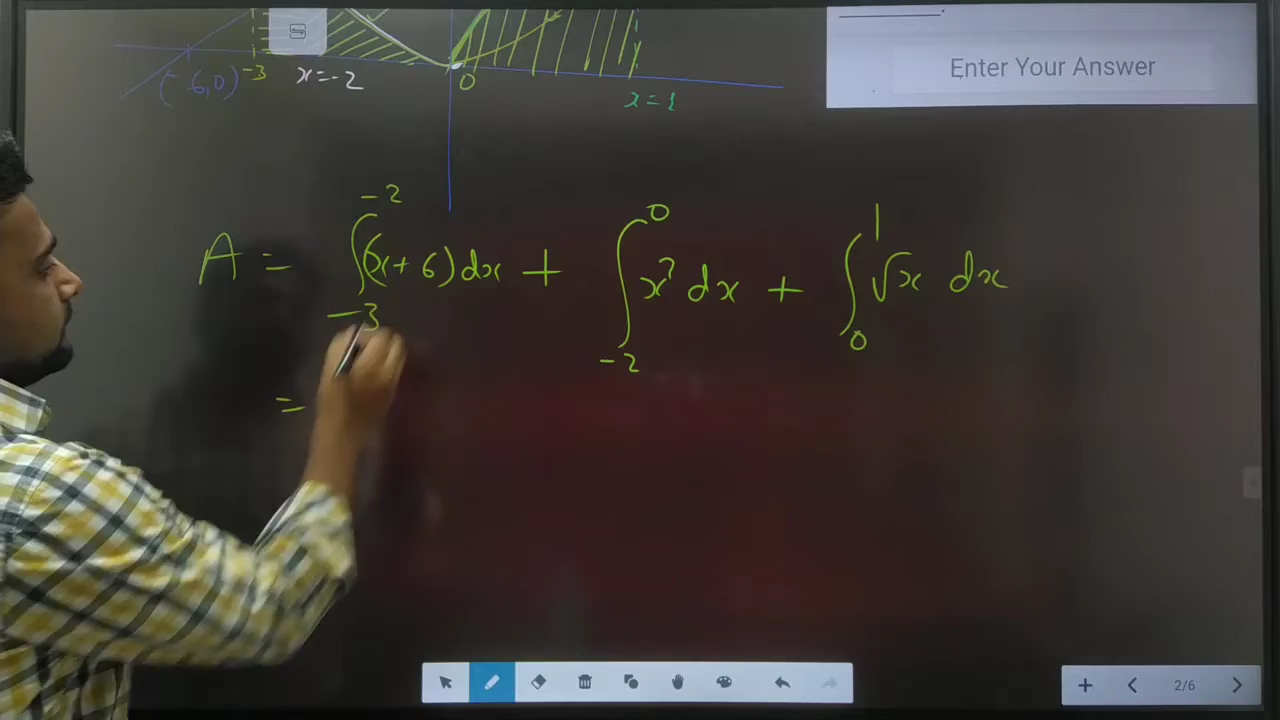 (-6,0)
-3
x=-2
0
x=1
Enter Your Answer
A = ∫_{-3}^{-2} (x+6) dx + ∫_{-2}^{0} x² dx + ∫_{0}^{1} √x dx
=
2/6